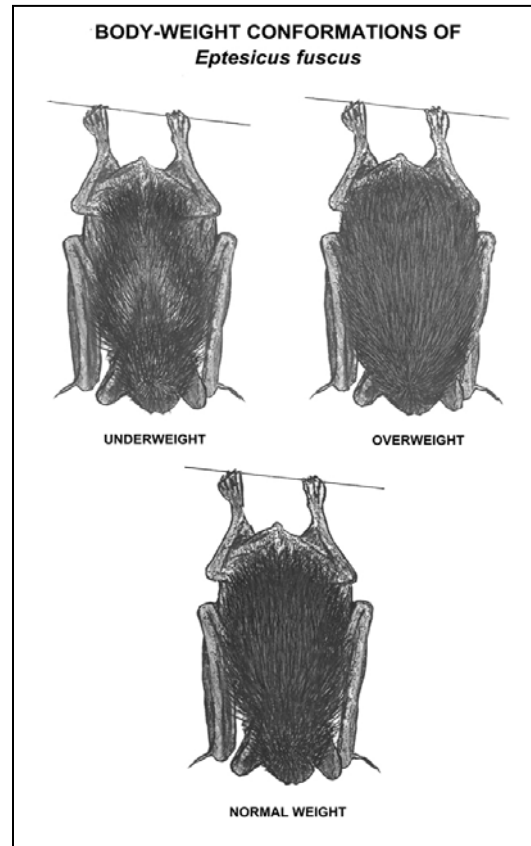 BODY-WEIGHT CONFORMATIONS OF
Eptesicus fuscus
UNDERWEIGHT
OVERWEIGHT
NORMAL WEIGHT